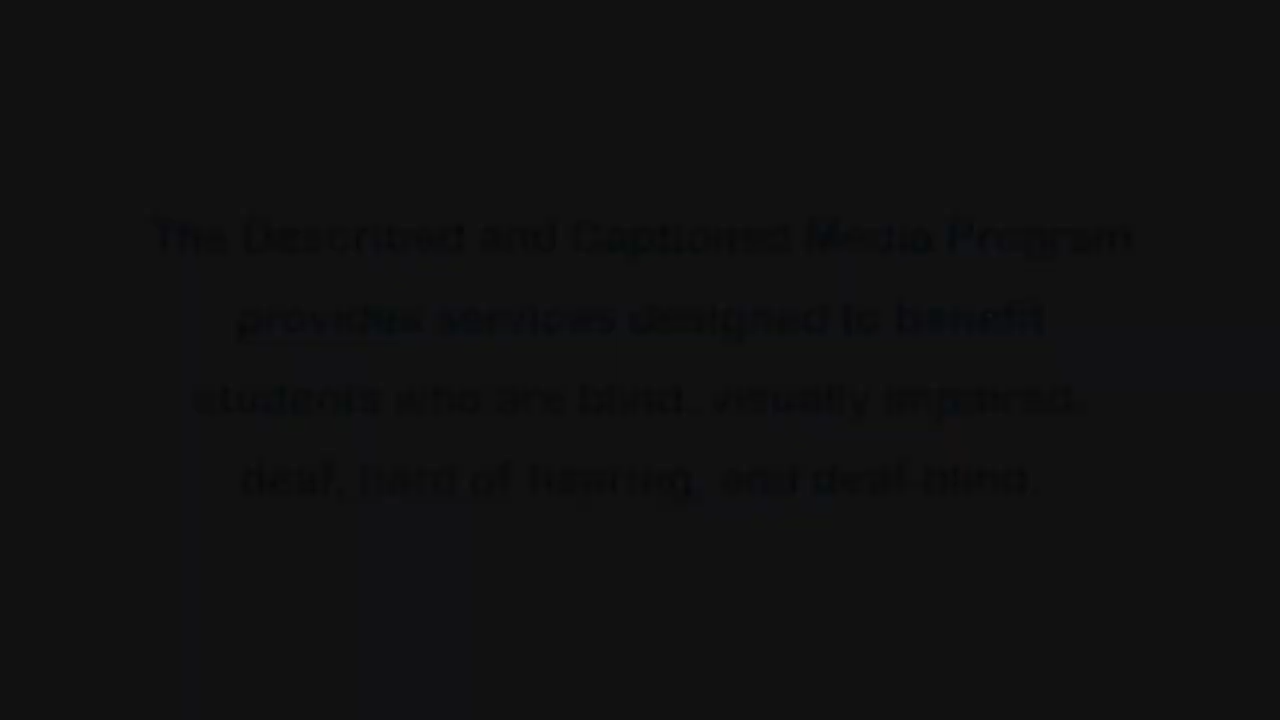 The Described and Captioned Media Program
provides services designed to benefit
students who are blind, visually impaired,
deaf, hard of hearing, and deaf-blind.